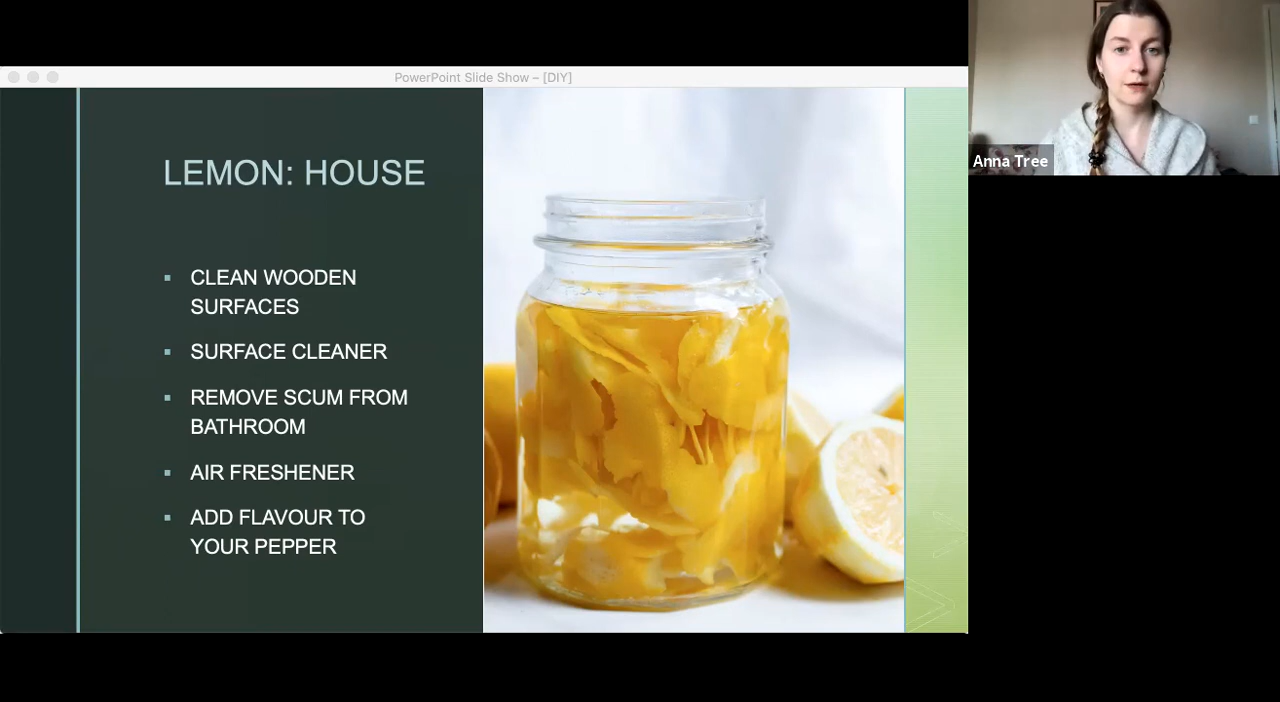 PowerPoint Slide Show – [DIY]
LEMON: HOUSE
CLEAN WOODEN
SURFACES
SURFACE CLEANER
REMOVE SCUM FROM
BATHROOM
AIR FRESHENER
ADD FLAVOUR TO
YOUR PEPPER
Anna Tree